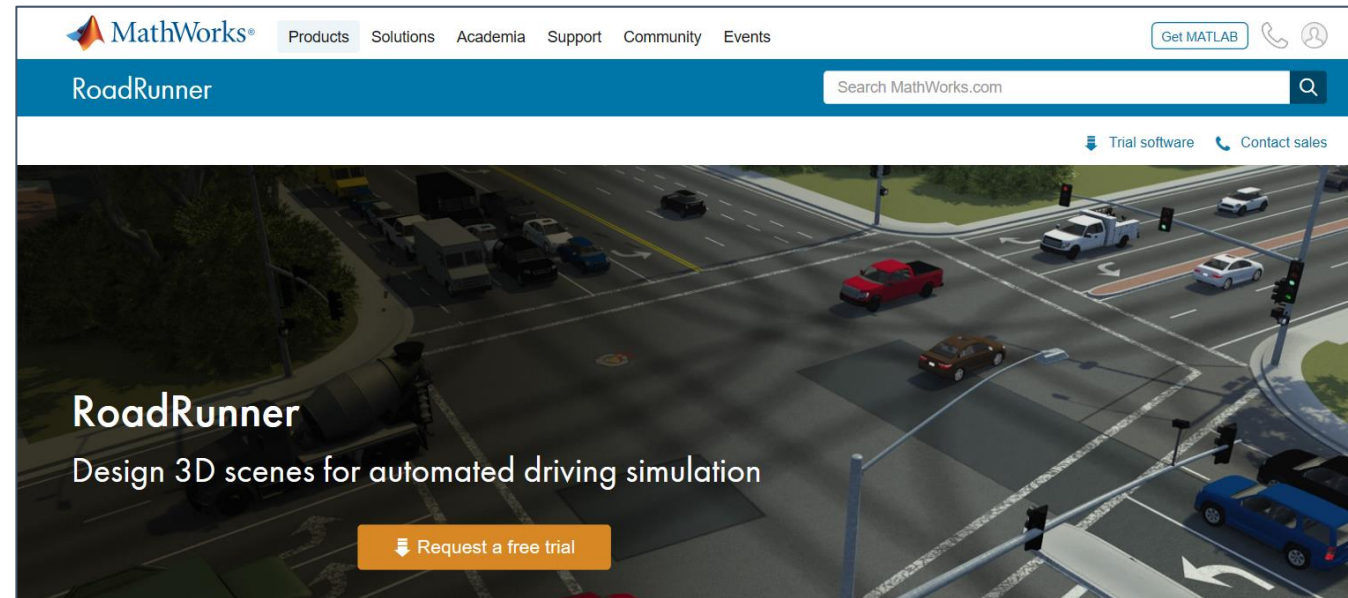 MathWorks®
Products Solutions Academia Support Community Events
Get MATLAB
RoadRunner
Search MathWorks.com
Trial software Contact sales
RoadRunner
Design 3D scenes for automated driving simulation
Request a free trial